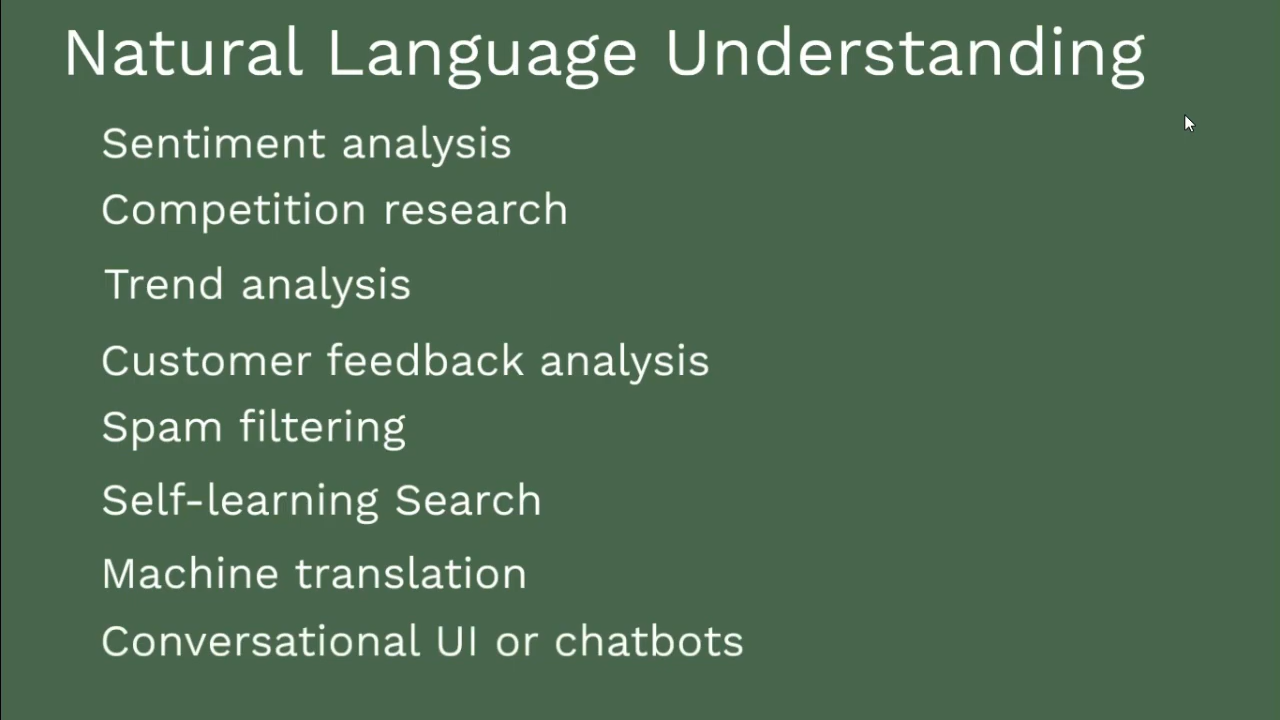 Natural Language Understanding
Sentiment analysis
Competition research
Trend analysis
Customer feedback analysis
Spam filtering
Self-learning Search
Machine translation
Conversational UI or chatbots